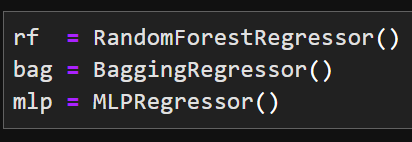 rf  = RandomForestRegressor()
bag = BaggingRegressor()
mlp = MLPRegressor()